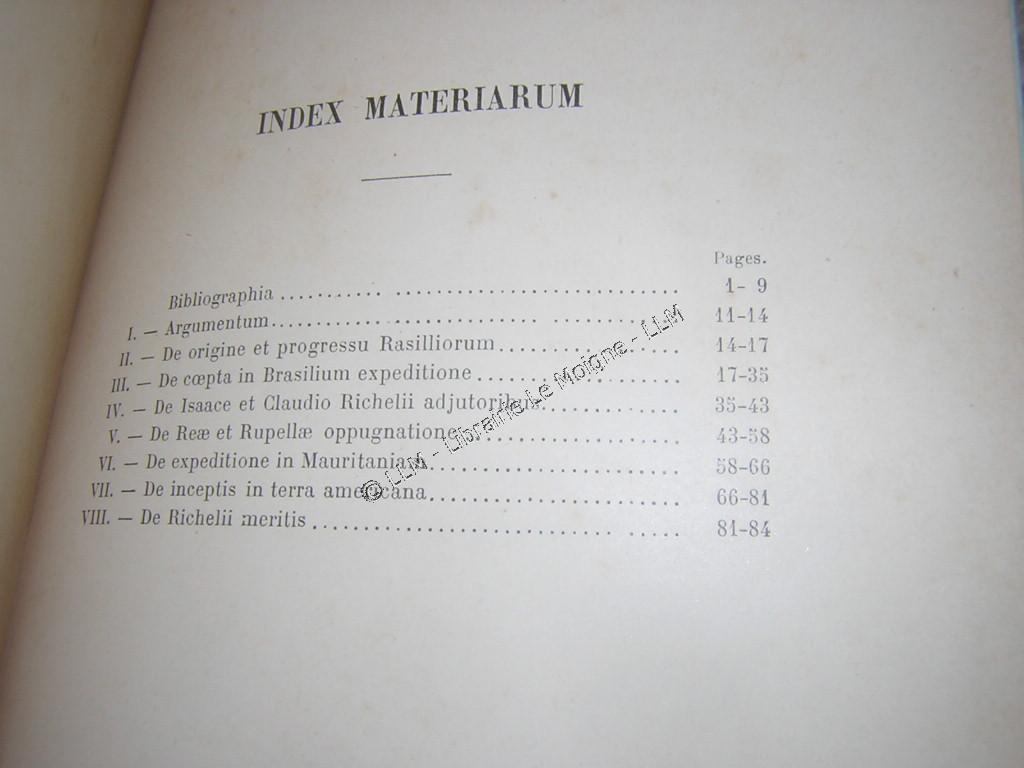 INDEX MATERIARUM
Pages.
Bibliographia ........................................ 1- 9
I. — Argumentum........................................ 11-14
II. — De origine et progressu Rasilliorum.................... 14-17
III. — De cœpta in Brasilium expeditione ..................... 17-35
IV. — De Isaace et Claudio Richelii adjutoribus.............. 35-43
V. — De Reæ et Rupellæ oppugnatione....................... 43-58
VI. — De expeditione in Mauritaniam......................... 58-66
VII. — De inceptis in terra americana......................... 66-81
VIII. — De Richelii meritis .................................. 81-84
© LLM - Librairie Le Moigne - LLM